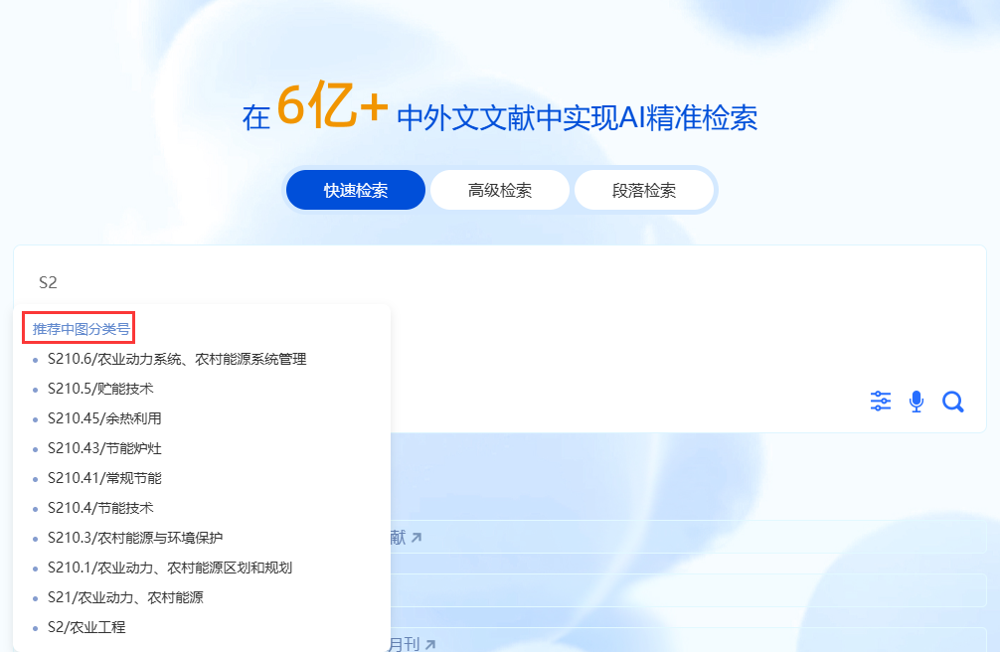 在 6亿+ 中外文文献中实现AI精准检索
快速检索 高级检索 段落检索
S2
推荐中图分类号
S210.6/农业动力系统、农村能源系统管理
S210.5/贮能技术
S210.45/余热利用
S210.43/节能炉灶
S210.41/常规节能
S210.4/节能技术
S210.3/农村能源与环境保护
献
S210.1/农业动力、农村能源区划和规划
S21/农业动力、农村能源
S2/农业工程
月刊